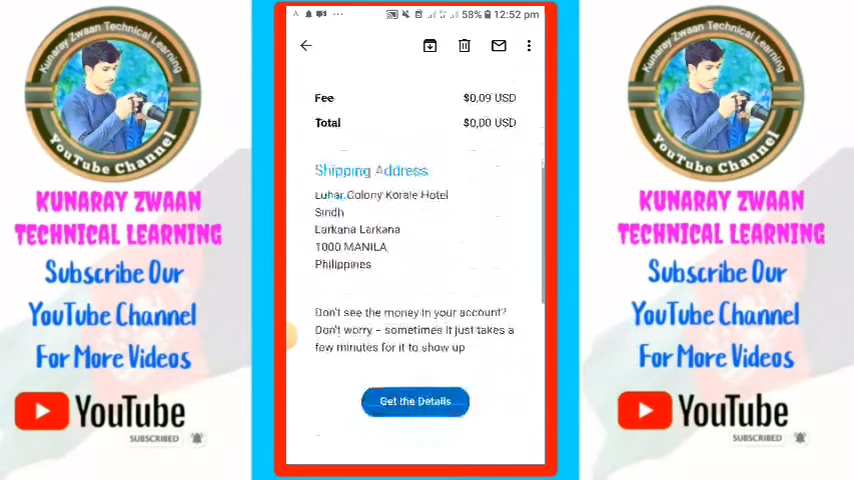 Kunaray Zwaan Technical Learning
YouTube Channel
KUNARAY ZWAAN
TECHNICAL LEARNING
Subscribe Our
YouTube Channel
For More Videos
YouTube
SUBSCRIBED
58% 12:52 pm
Fee $0,09 USD
Total $0,00 USD
Shipping Address
Luhar Colony Korale Hotel
Sindh
Larkana Larkana
1000 MANILA
Philippines
Don't see the money in your account?
Don't worry – sometimes it just takes a
few minutes for it to show up
Get the Details
Kunaray Zwaan Technical Learning
YouTube Channel
KUNARAY ZWAAN
TECHNICAL LEARNING
Subscribe Our
YouTube Channel
For More Videos
YouTube
SUBSCRIBED